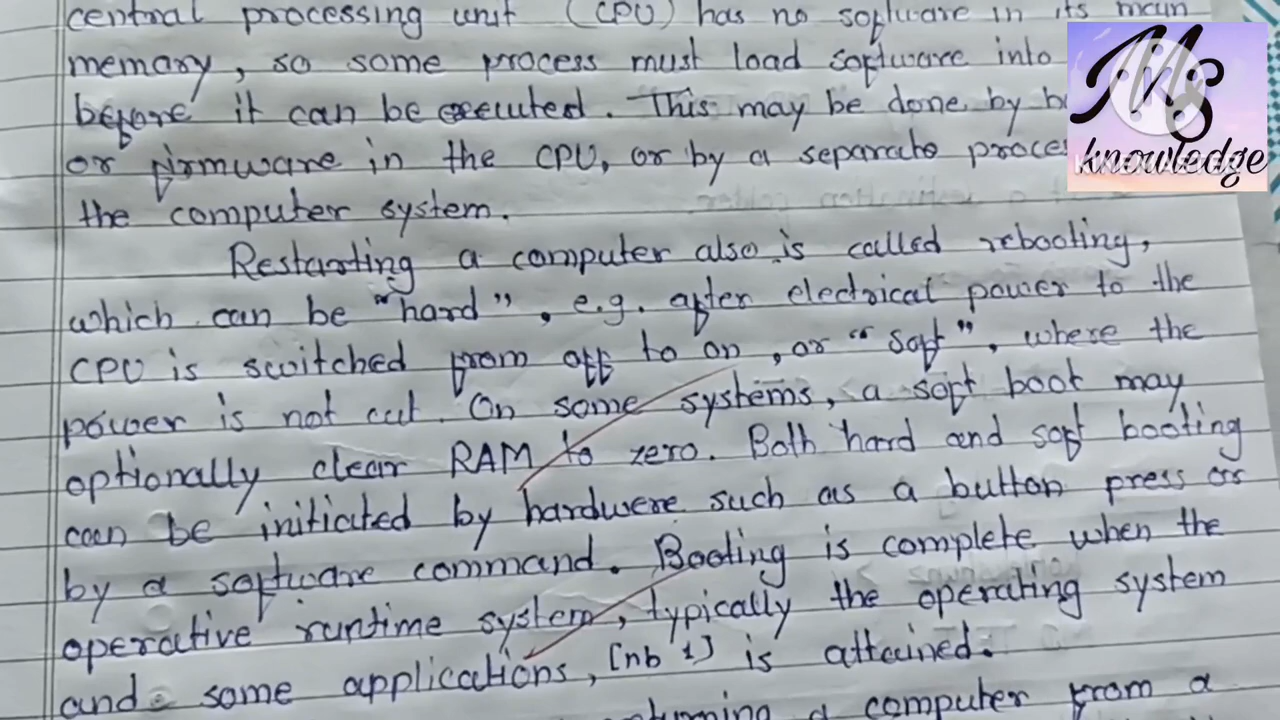 central processing unit (CPU) has no software in its main
memary, so some process must load software into
before it can be executed. This may be done by
or firmware in the CPU, or by a separate
the computer system.
Restarting a computer also is called rebooting,
which can be "hard", e.g. after electrical power to the
CPU is switched from off to on, or "soft", where the
power is not cut. On some systems, a soft boot may
optionally clear RAM to zero. Both hard and soft booting
can be initiated by hardwere such as a button press or
by a software command. Booting is complete when the
operative runtime system, typically the operating system
and some applications, [nb 1] is attained.
a computer from a
MS
knowledge